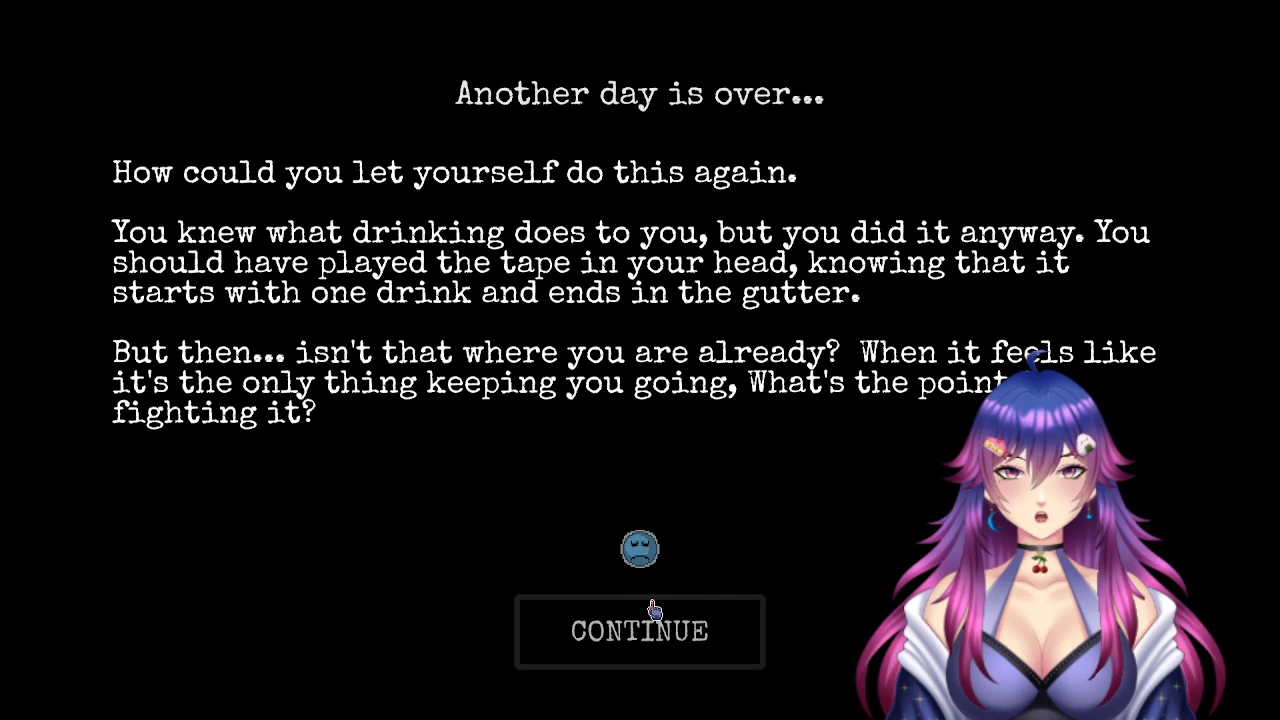 Another day is over...
How could you let yourself do this again.
You knew what drinking does to you, but you did it anyway. You
should have played the tape in your head, knowing that it
starts with one drink and ends in the gutter.
But then... isn't that where you are already? When it feels like
it's the only thing keeping you going, What's the point
fighting it?
CONTINUE